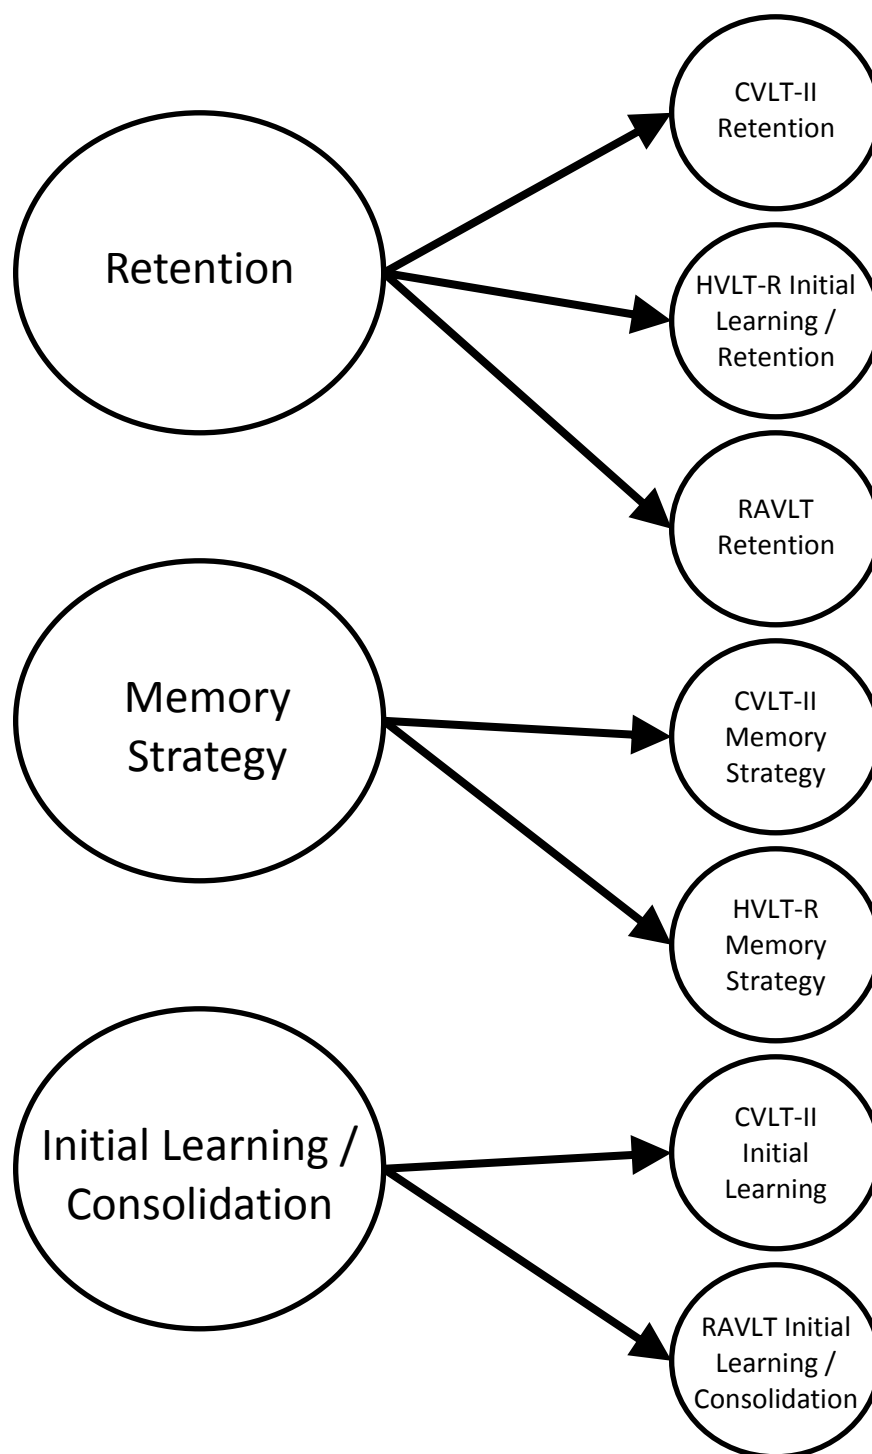 Retention
CVLT-II
Retention
HVLT-R Initial
Learning /
Retention
RAVLT
Retention
Memory
Strategy
CVLT-II
Memory
Strategy
HVLT-R
Memory
Strategy
Initial Learning /
Consolidation
CVLT-II
Initial
Learning
RAVLT Initial
Learning /
Consolidation